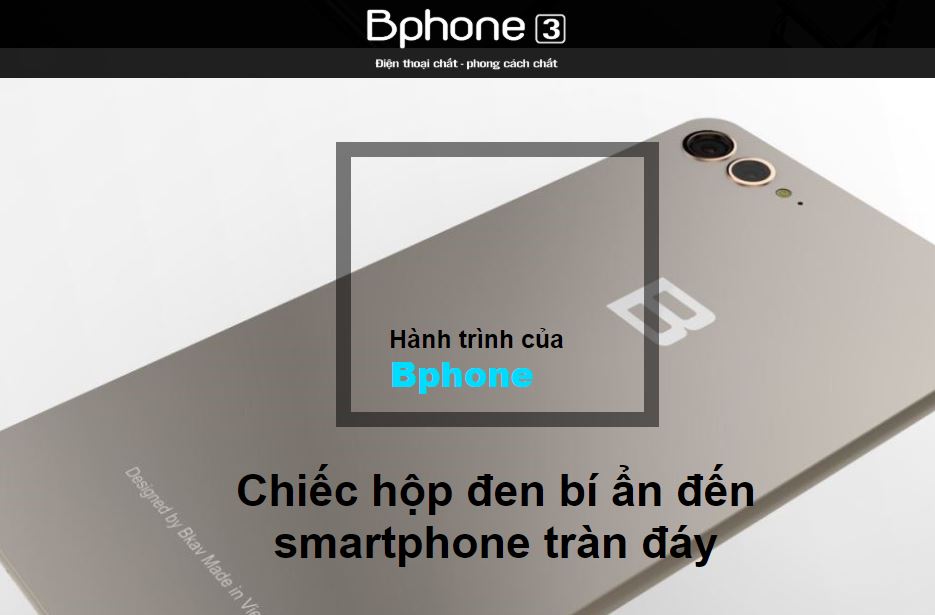 Bphone 3
Điện thoại chất - phong cách chất
B
Hành trình của
Bphone
Chiếc hộp đen bí ẩn đến
smartphone tràn đáy
Designed by Bkav Made in Vie